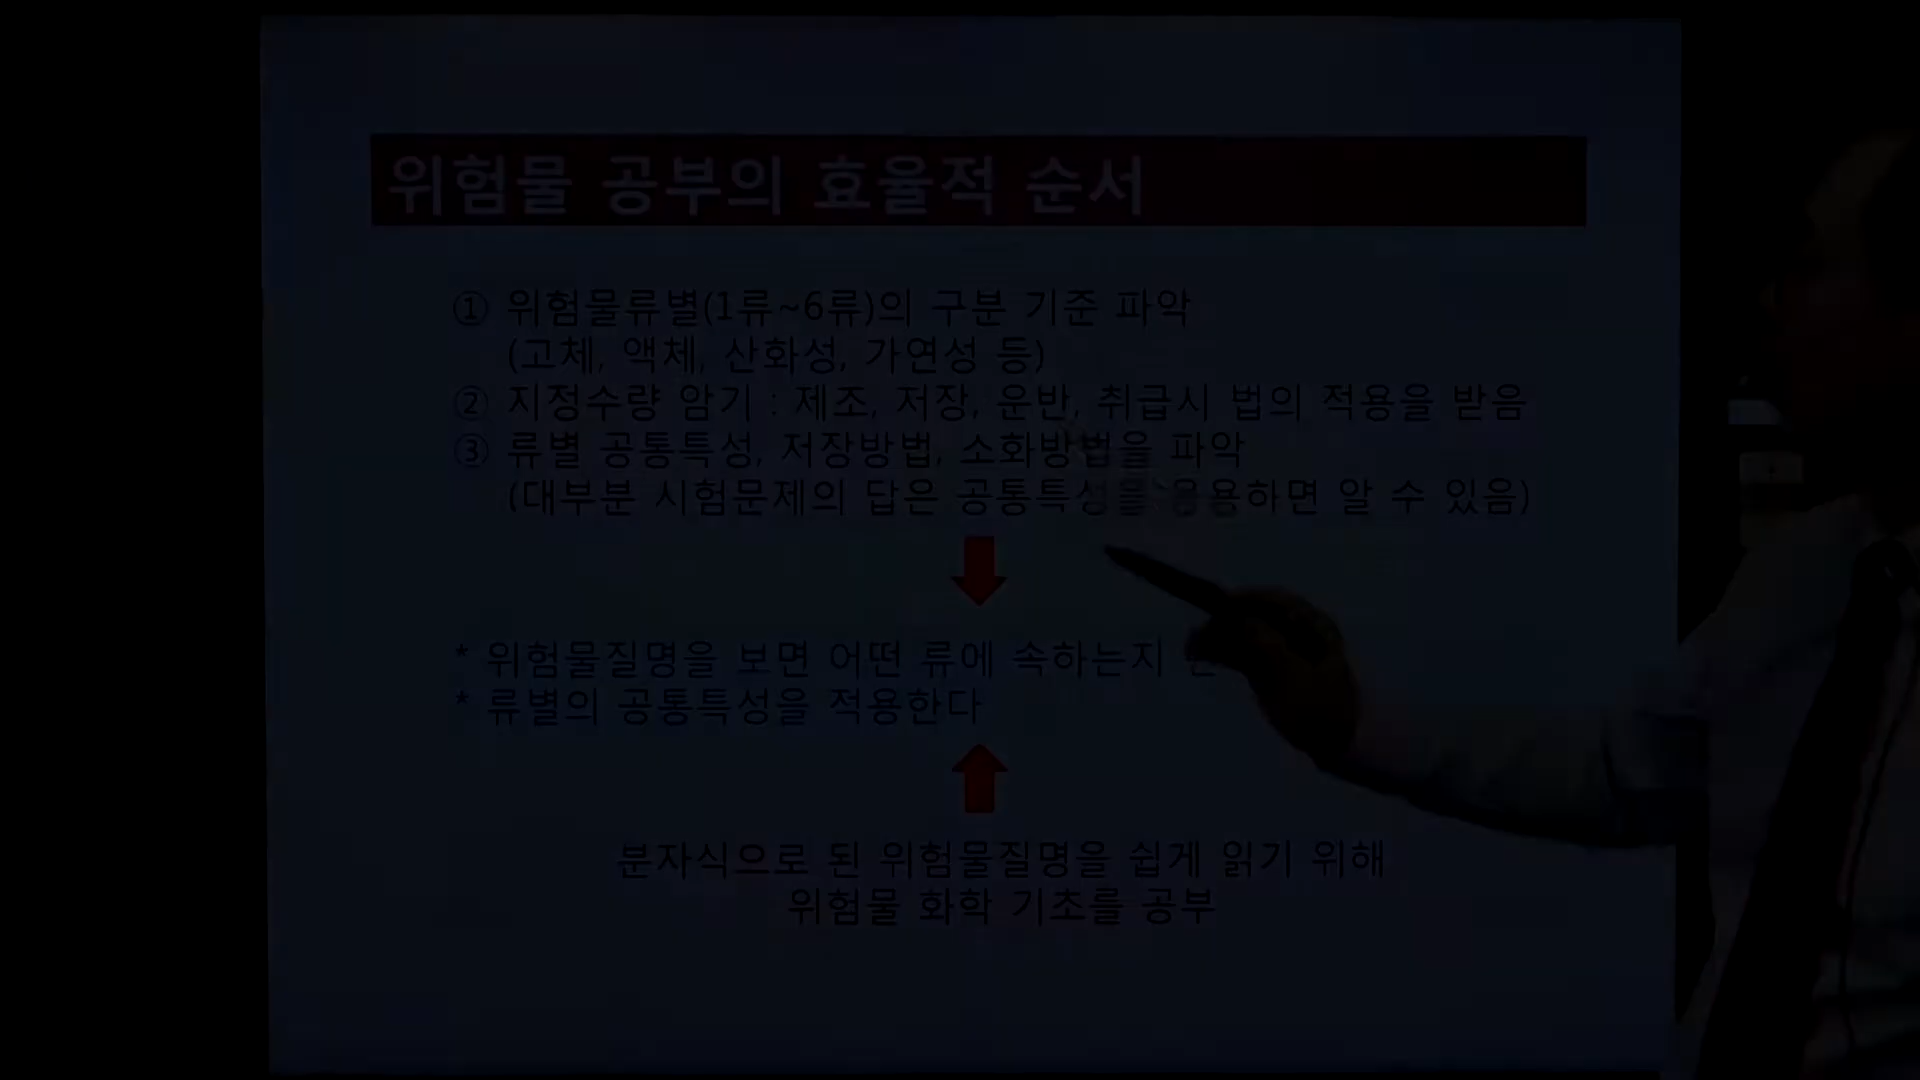 위험물 공부의 효율적 순서
① 위험물류별(1류~6류)의 구분 기준 파악
(고체, 액체, 산화성, 가연성 등)
② 지정수량 암기 : 제조, 저장, 운반, 취급시 법의 적용을 받음
③ 류별 공통특성, 저장방법, 소화방법을 파악
(대부분 시험문제의 답은 공통특성을 응용하면 알 수 있음)
* 위험물질명을 보면 어떤 류에 속하는지
* 류별의 공통특성을 적용한다
분자식으로 된 위험물질명을 쉽게 읽기 위해
위험물 화학 기초를 공부